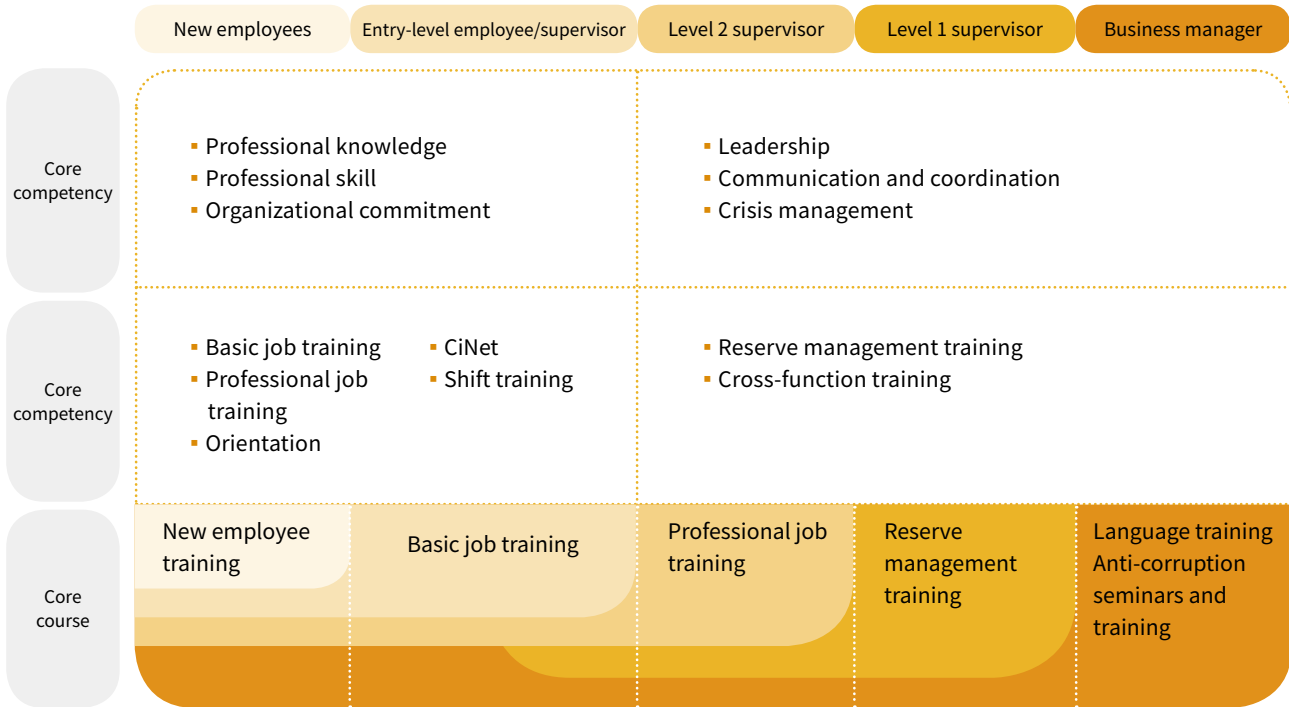 New employees
Entry-level employee/supervisor
Level 2 supervisor
Level 1 supervisor
Business manager
Core
competency
▪ Professional knowledge
▪ Professional skill
▪ Organizational commitment
▪ Leadership
▪ Communication and coordination
▪ Crisis management
Core
competency
▪ Basic job training
▪ Professional job
training
▪ Orientation
▪ CiNet
▪ Shift training
▪ Reserve management training
▪ Cross-function training
Core
course
New employee
training
Basic job training
Professional job
training
Reserve
management
training
Language training
Anti-corruption
seminars and
training